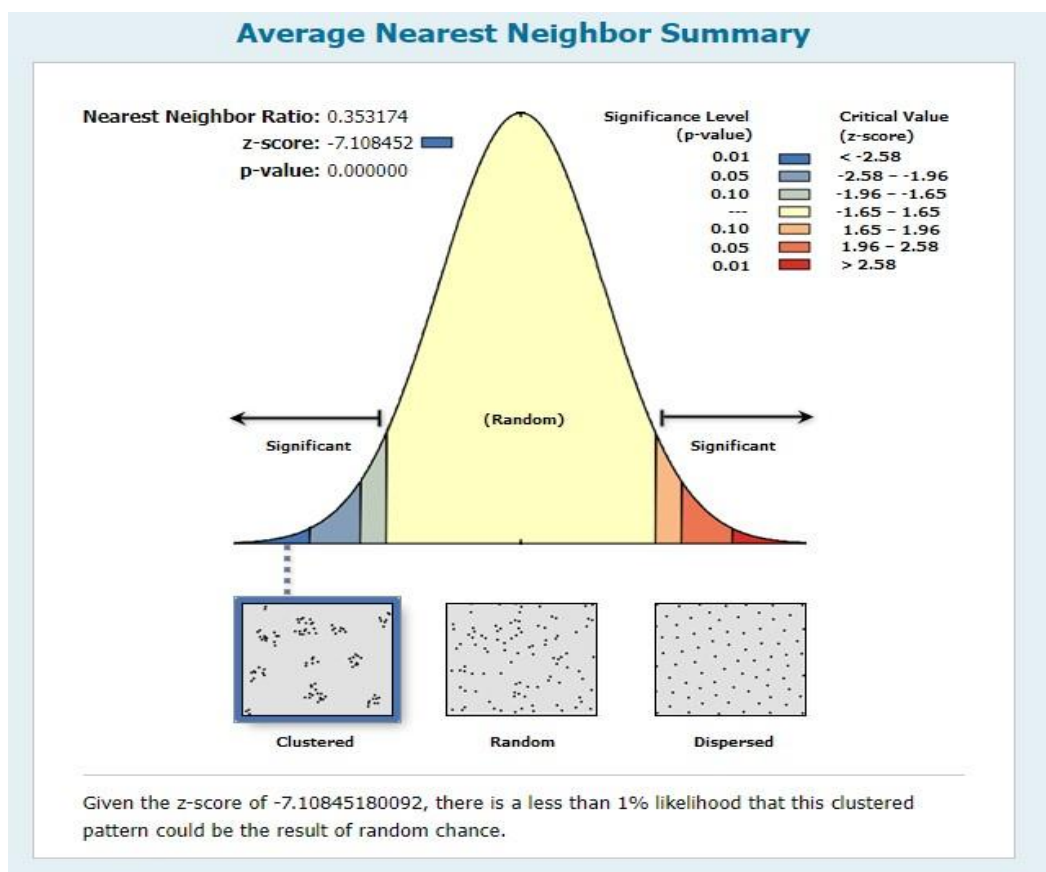 Average Nearest Neighbor Summary
Nearest Neighbor Ratio: 0.353174
z-score: -7.108452
p-value: 0.000000
Significance Level
(p-value)
Critical Value
(z-score)
0.01 < -2.58
0.05 -2.58 – -1.96
0.10 -1.96 – -1.65
--- -1.65 – 1.65
0.10 1.65 – 1.96
0.05 1.96 – 2.58
0.01 > 2.58
(Random)
Significant
Significant
Clustered
Random
Dispersed
Given the z-score of -7.10845180092, there is a less than 1% likelihood that this clustered
pattern could be the result of random chance.